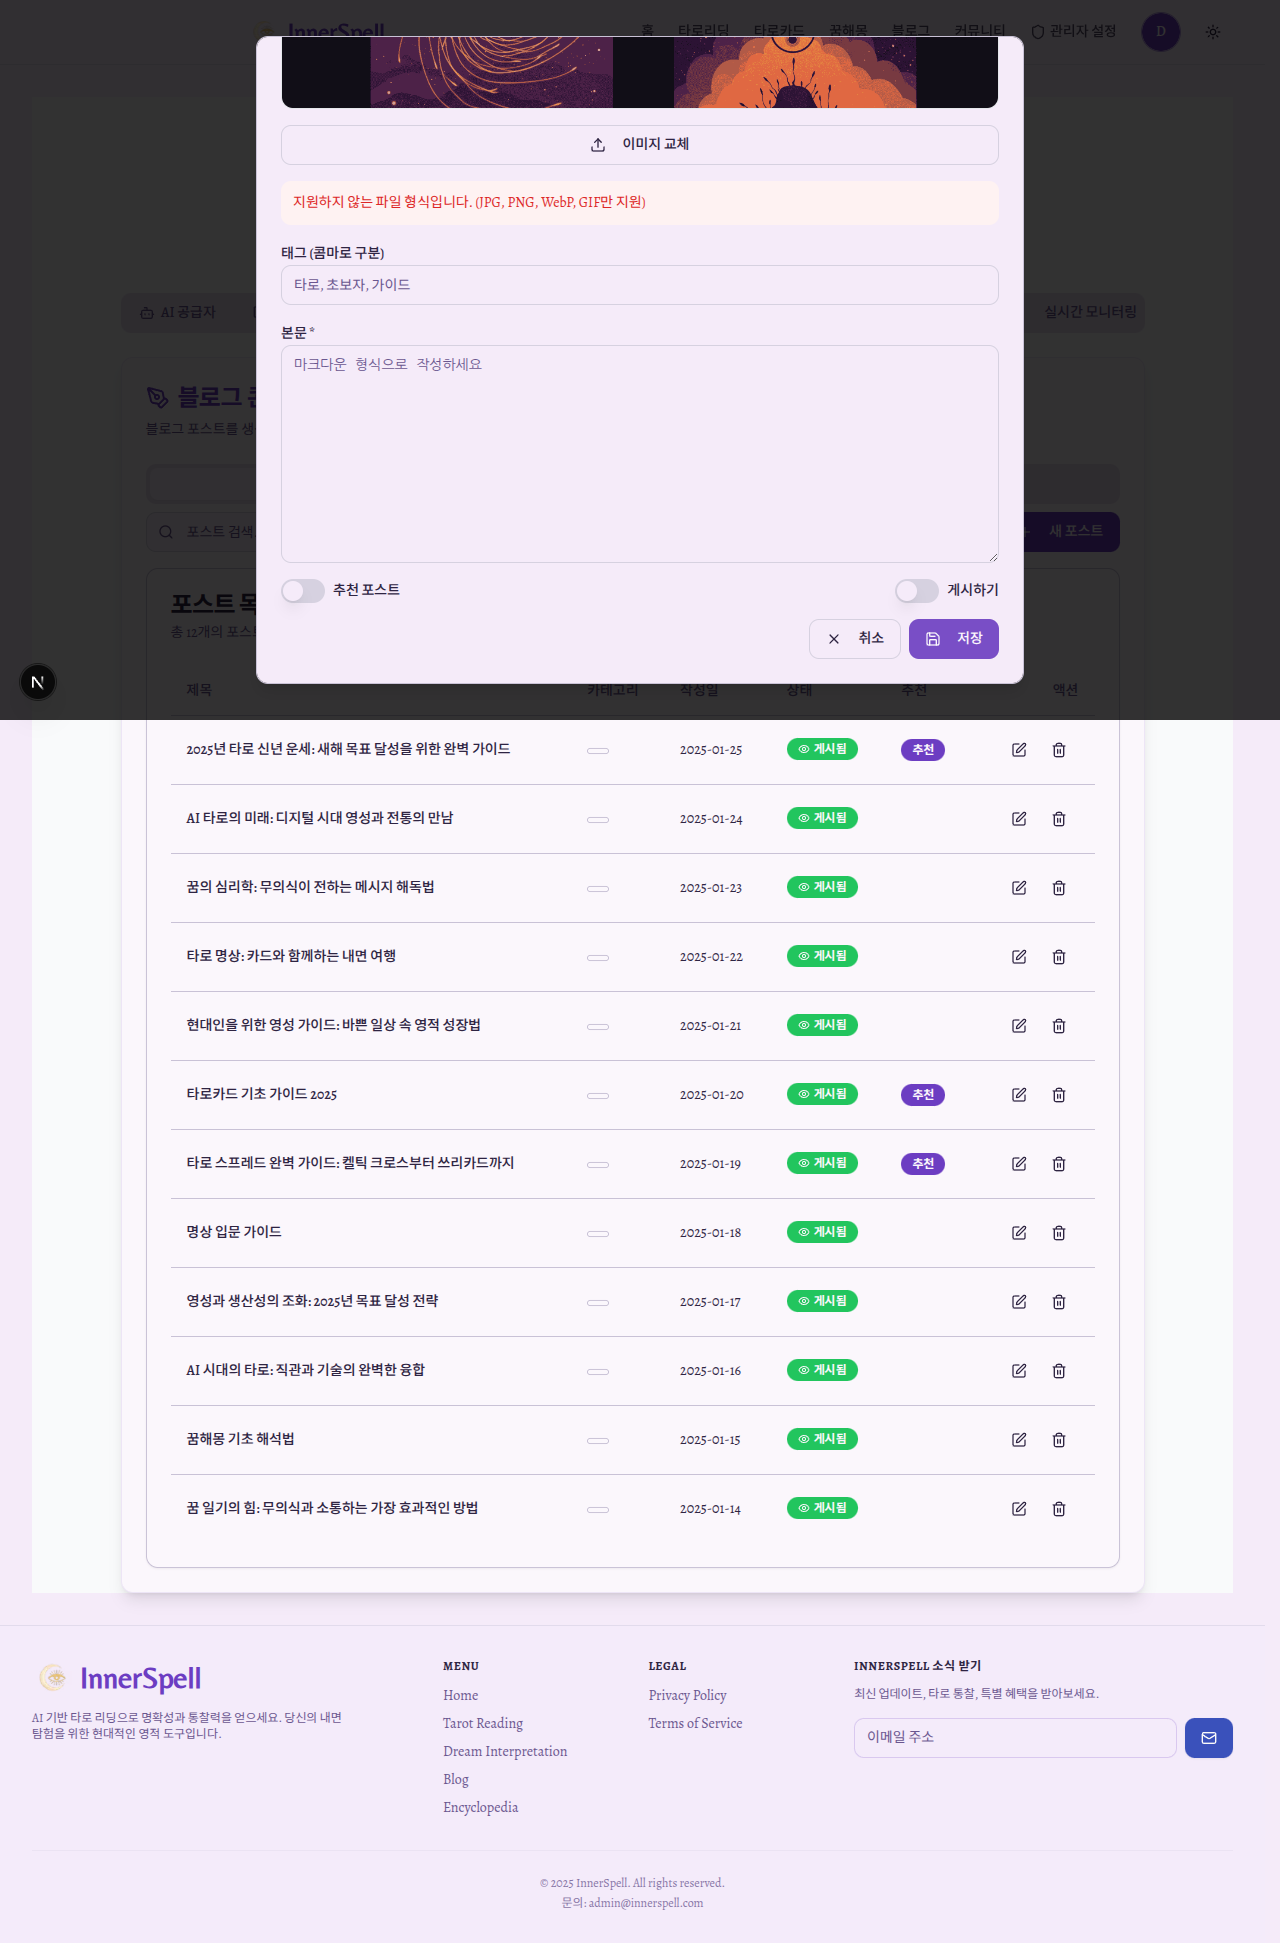 InnerSpell
홈 타로리딩 타로카드 꿈해몽 블로그 커뮤니티 관리자 설정 D
이미지 교체
지원하지 않는 파일 형식입니다. (JPG, PNG, WebP, GIF만 지원)
태그 (콤마로 구분)
타로, 초보자, 가이드
본문 *
마크다운 형식으로 작성하세요
추천 포스트
게시하기
취소
저장
AI 공급자
실시간 모니터링
블로그
블로그 포스트를
포스트 검색
새 포스트
포스트
총 12개의
N
제목 카테고리 작성일 상태 추천 액션
2025년 타로 신년 운세: 새해 목표 달성을 위한 완벽 가이드 2025-01-25 게시됨 추천
AI 타로의 미래: 디지털 시대 영성과 전통의 만남 2025-01-24 게시됨
꿈의 심리학: 무의식이 전하는 메시지 해독법 2025-01-23 게시됨
타로 명상: 카드와 함께하는 내면 여행 2025-01-22 게시됨
현대인을 위한 영성 가이드: 바쁜 일상 속 영적 성장법 2025-01-21 게시됨
타로카드 기초 가이드 2025 2025-01-20 게시됨 추천
타로 스프레드 완벽 가이드: 켈틱 크로스부터 쓰리카드까지 2025-01-19 게시됨 추천
명상 입문 가이드 2025-01-18 게시됨
영성과 생산성의 조화: 2025년 목표 달성 전략 2025-01-17 게시됨
AI 시대의 타로: 직관과 기술의 완벽한 융합 2025-01-16 게시됨
꿈해몽 기초 해석법 2025-01-15 게시됨
꿈 일기의 힘: 무의식과 소통하는 가장 효과적인 방법 2025-01-14 게시됨
InnerSpell
AI 기반 타로 리딩으로 명확성과 통찰력을 얻으세요. 당신의 내면
탐험을 위한 현대적인 영적 도구입니다.
MENU
Home
Tarot Reading
Dream Interpretation
Blog
Encyclopedia
LEGAL
Privacy Policy
Terms of Service
INNERSPELL 소식 받기
최신 업데이트, 타로 통찰, 특별 혜택을 받아보세요.
이메일 주소
© 2025 InnerSpell. All rights reserved.
문의: admin@innerspell.com